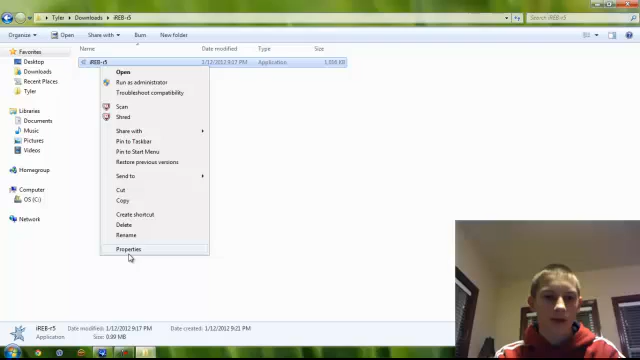 Tyler ▸ Downloads ▸ iREB-r5
Search iREB-r5
Organize
Open
Share with
Burn
New folder
Favorites
Desktop
Downloads
Recent Places
Tyler
Libraries
Documents
Music
Pictures
Videos
Homegroup
Computer
OS (C:)
Network
Name
Date modified
Type
Size
iREB-r5
1/12/2012 9:17 PM
Application
Open
Run as administrator
Troubleshoot compatibility
Scan
Shred
Share with
Pin to Taskbar
Pin to Start Menu
Restore previous versions
Send to
Cut
Copy
Create shortcut
Delete
Rename
Properties
iREB-r5
Date modified: 1/12/2012 9:17 PM
Date created: 1/12/2012 9:21 PM
Application
Size: 0.99 MB